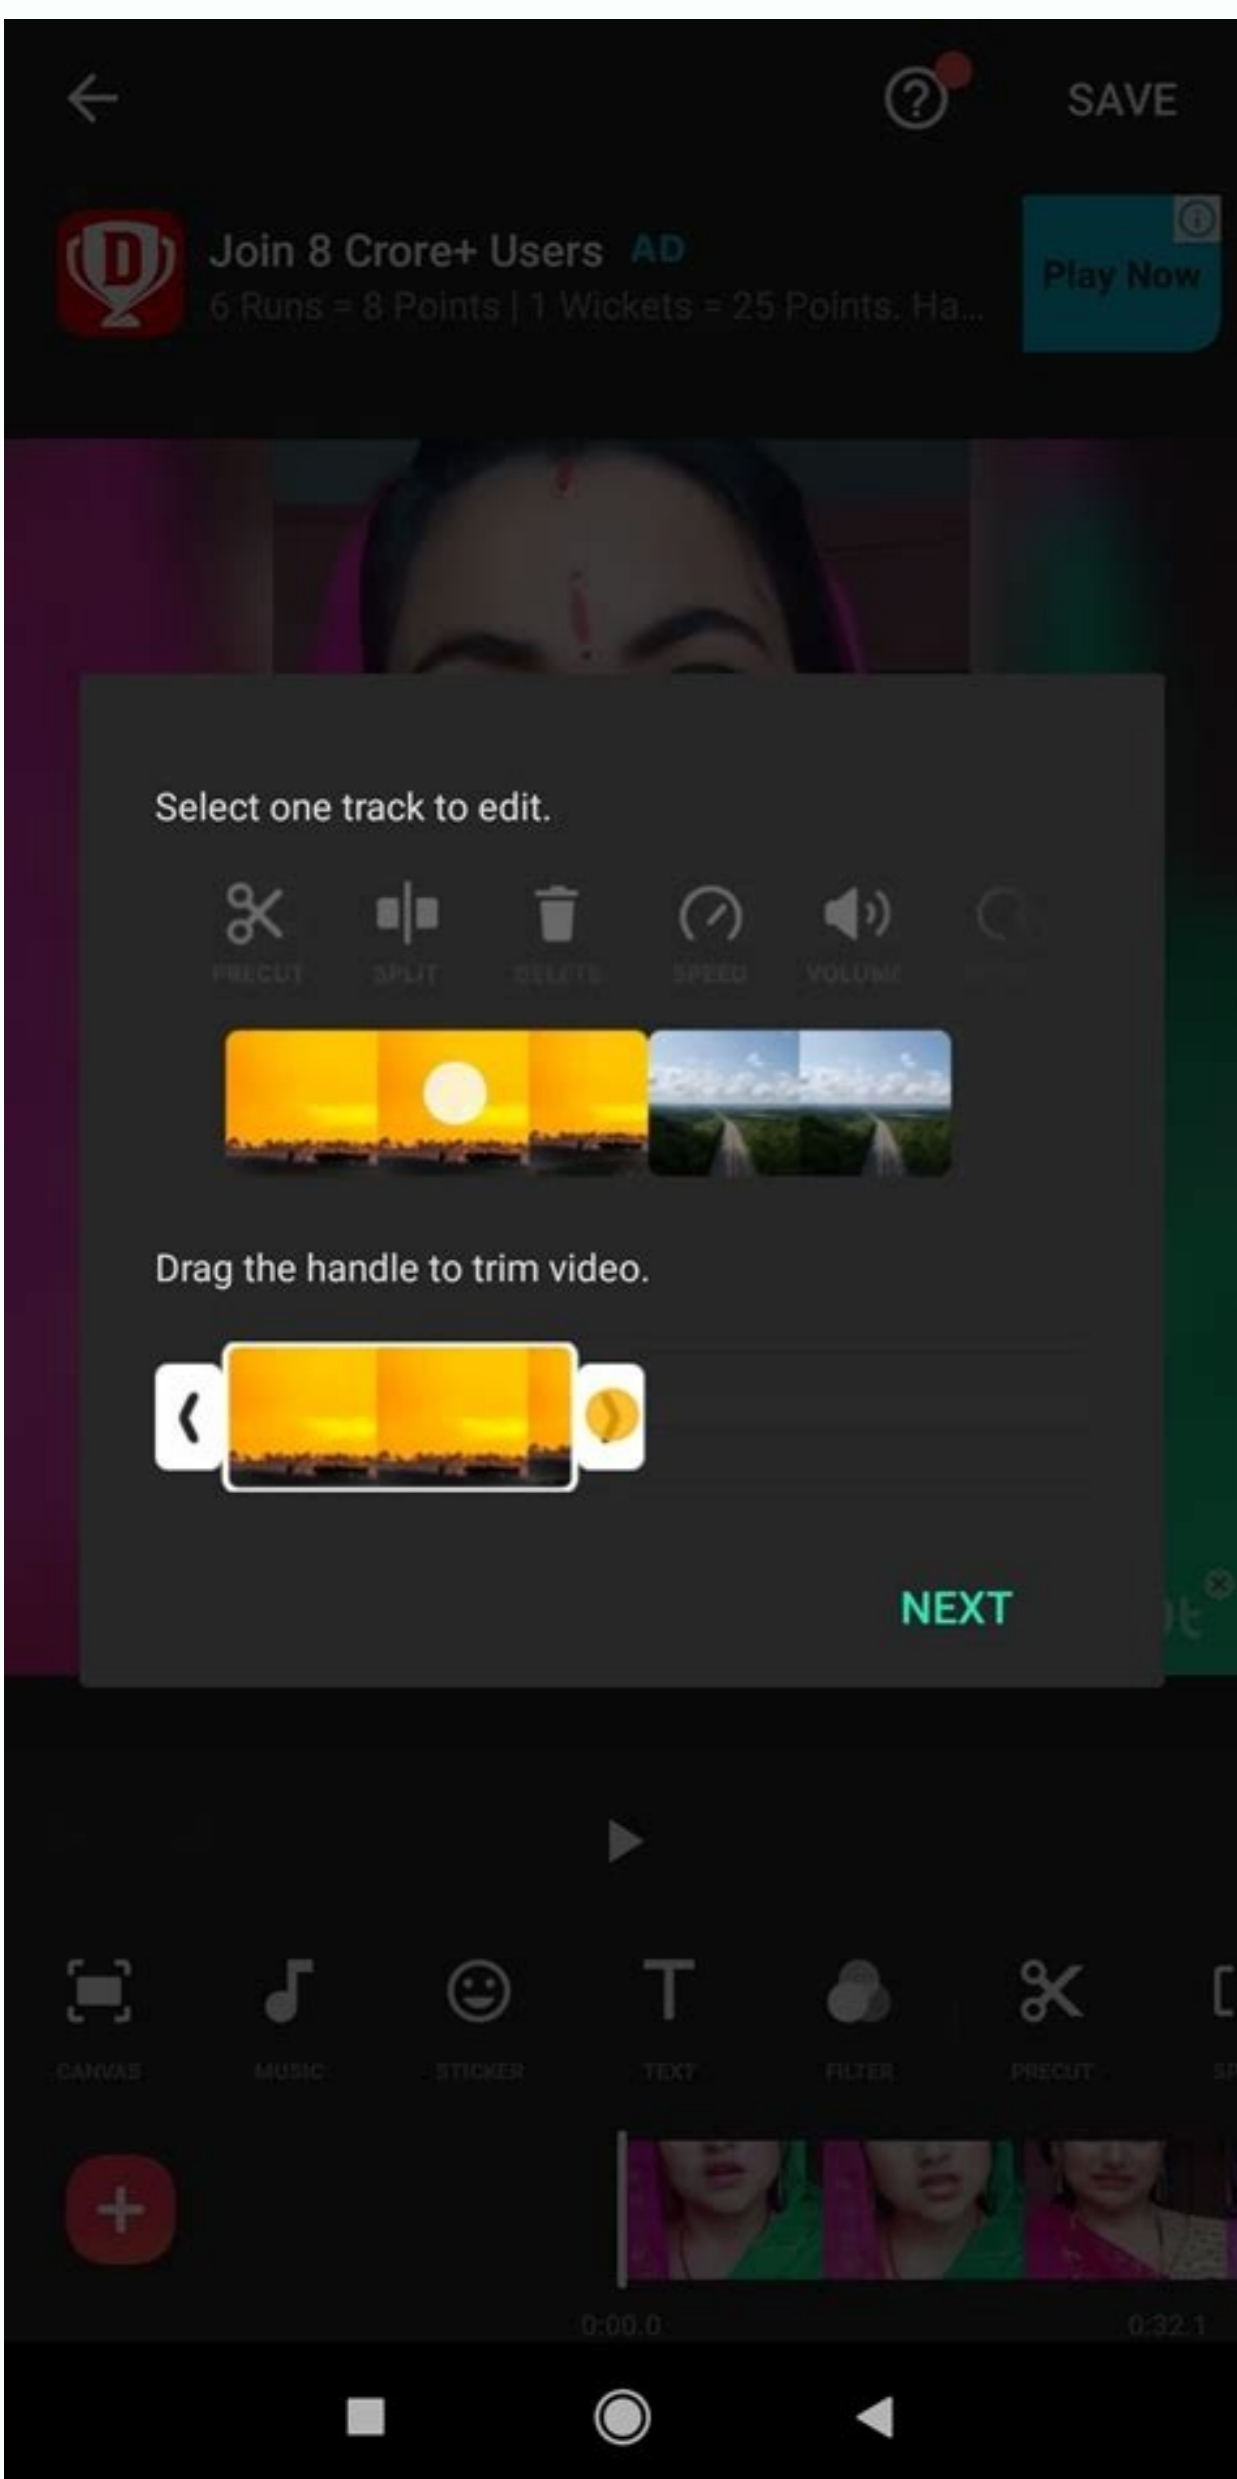 SAVE
D
Join 8 Crore+ Users AD
6 Runs = 8 Points | 1 Wickets = 25 Points. Ha...
Play Now
Select one track to edit.
PRECUT SPLIT DELETE SPEED VOLUME
Drag the handle to trim video.
NEXT
CANVAS MUSIC STICKER TEXT FILTER PRECUT SP
0:00.0 0:32.1